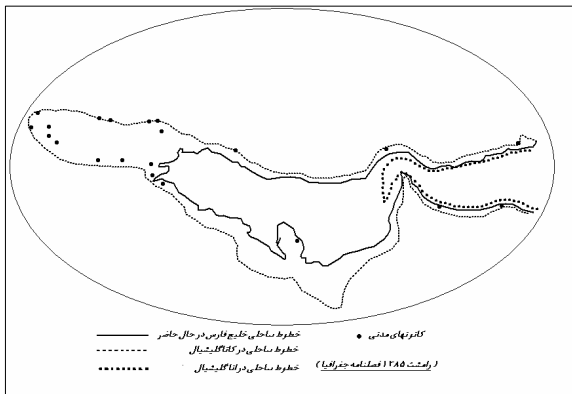 خطوط ساحلی خلیج فارس در حال حاضر
کانونهای مدنی
خطوط ساحلی در کاتاگلیشیال
خطوط ساحلی در اناگلیشیال
( رامشت ۱۳۸۵ فصلنامه جغرافیا )